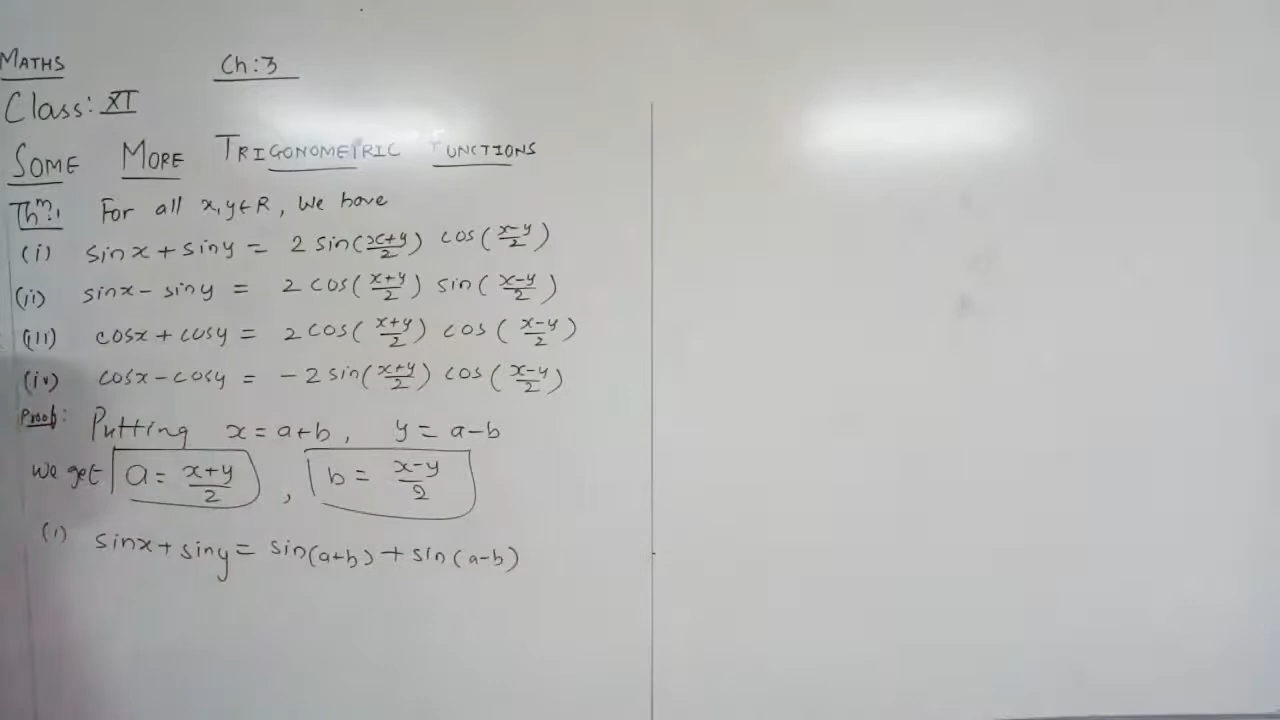 MATHS Ch:3
Class: XI
SOME MORE TRIGONOMETRIC FUNCTIONS
Thm: For all x,y∈R, We have
(i) sinx + siny = 2 sin(x+y/2) cos(x-y/2)
(ii) sinx - siny = 2 cos(x+y/2) sin(x-y/2)
(iii) cosx + cosy = 2 cos(x+y/2) cos(x-y/2)
(iv) cosx - cosy = -2 sin(x+y/2) cos(x-y/2)
Proof: Putting x = a+b, y = a-b
We get a = x+y/2, b = x-y/2
(i) sinx + siny = sin(a+b) + sin(a-b)